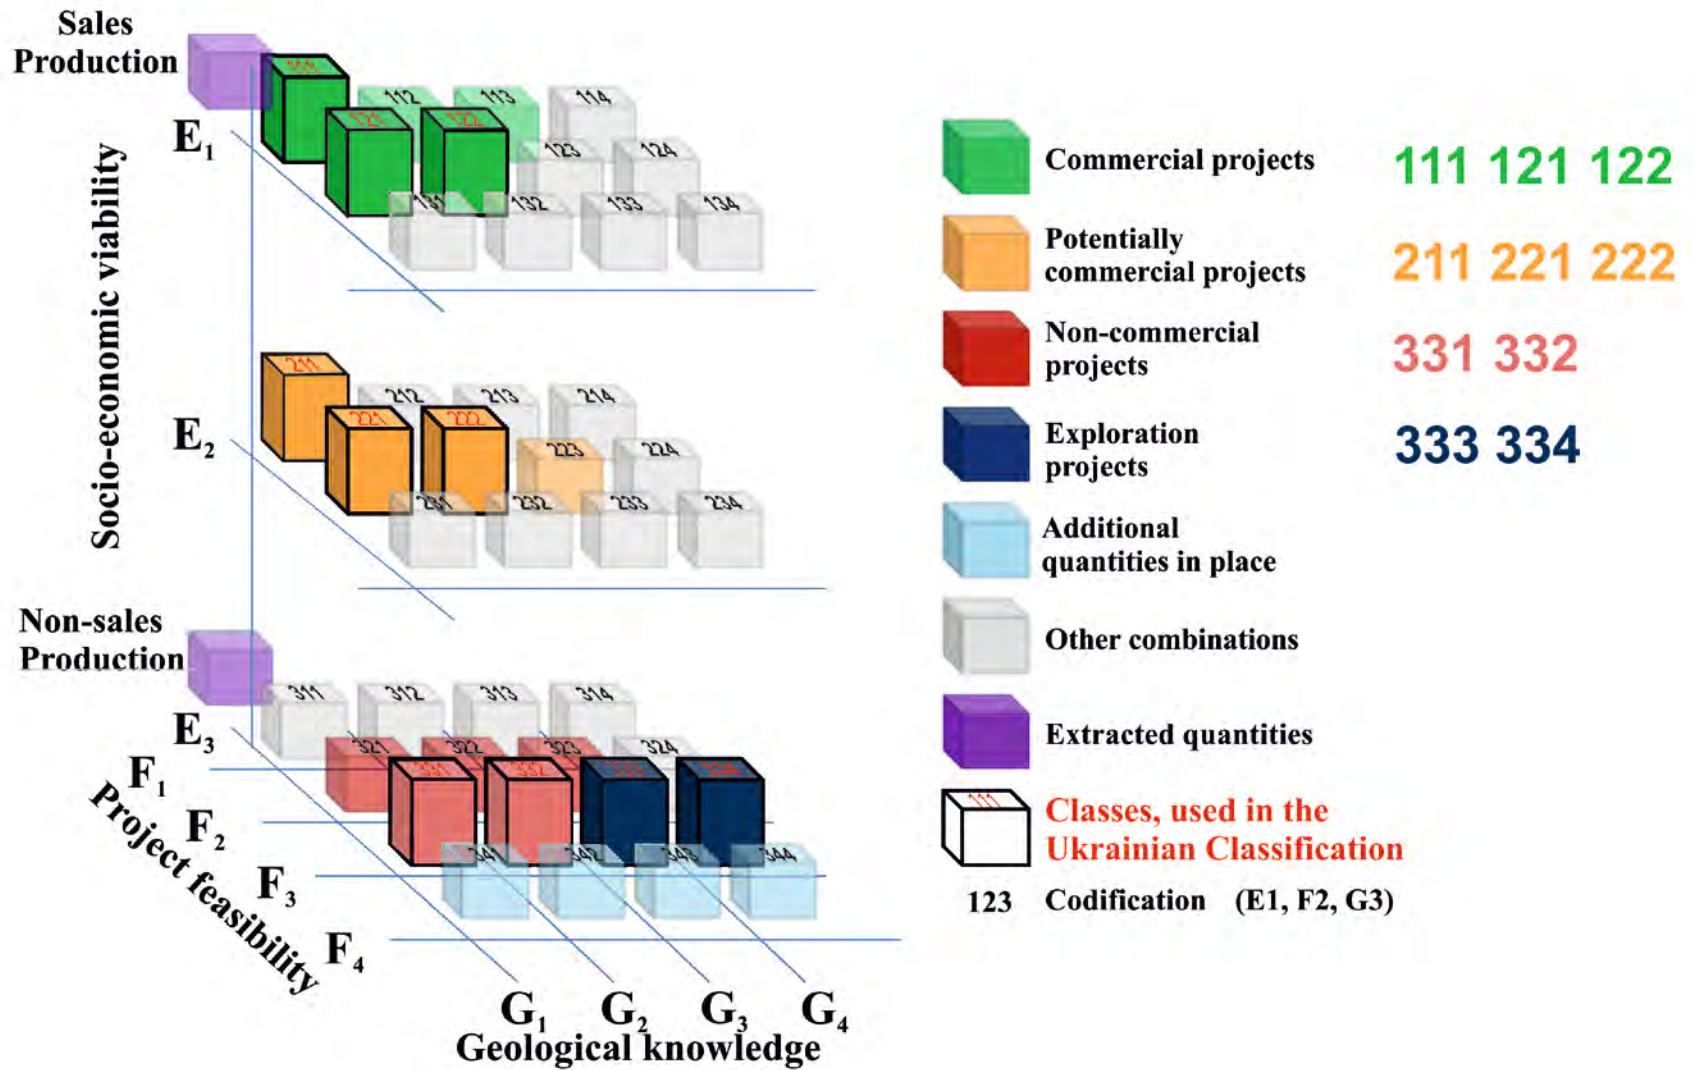 Sales
Production
111
112
113
114
121
122
123
124
131
132
133
134
E1
Socio-economic viability
211
212
213
214
221
222
223
224
231
232
233
234
E2
Non-sales
Production
311
312
313
314
321
322
323
324
331
332
333
334
341
342
343
344
E3
F1
F2
F3
F4
Project feasibility
G1
G2
G3
G4
Geological knowledge
Commercial projects
111 121 122
Potentially
commercial projects
211 221 222
Non-commercial
projects
331 332
Exploration
projects
333 334
Additional
quantities in place
Other combinations
Extracted quantities
111
Classes, used in the
Ukrainian Classification
123 Codification (E1, F2, G3)